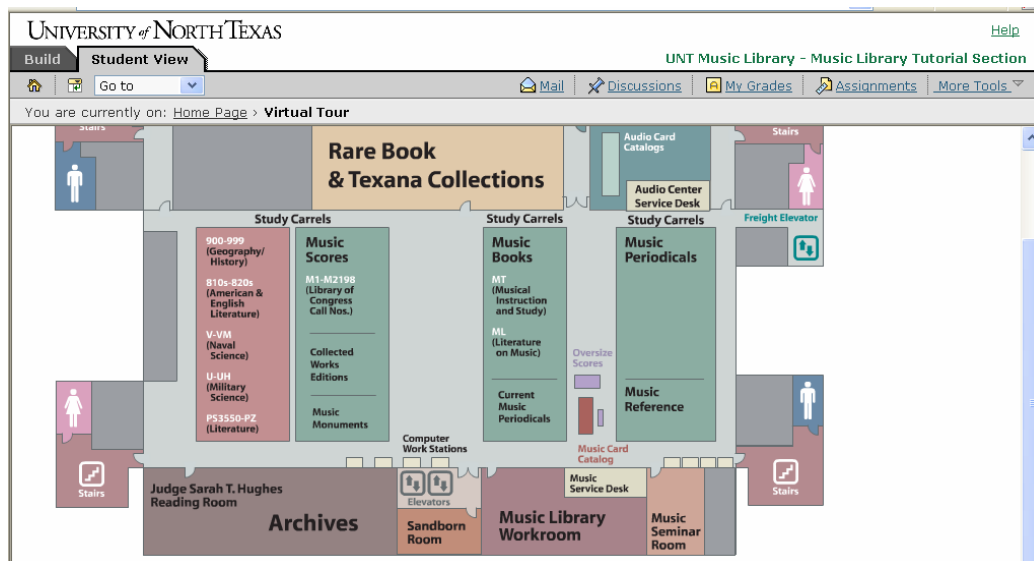 UNIVERSITY of NORTH TEXAS
Help
Build
Student View
UNT Music Library - Music Library Tutorial Section
Go to
Mail
Discussions
My Grades
Assignments
More Tools
You are currently on: Home Page › Virtual Tour
Stairs
Rare Book
& Texana Collections
Audio Card
Catalogs
Audio Center
Service Desk
Stairs
Study Carrels
Study Carrels
Study Carrels
Freight Elevator
900-999
(Geography/
History)
810s-820s
(American &
English
Literature)
V-VM
(Naval
Science)
U-UH
(Military
Science)
PS3550-PZ
(Literature)
Music
Scores
M1-M2198
(Library of
Congress
Call Nos.)
Collected
Works
Editions
Music
Monuments
Music
Books
MT
(Musical
Instruction
and Study)
ML
(Literature
on Music)
Current
Music
Periodicals
Oversize
Scores
Music
Periodicals
Music
Reference
Computer
Work Stations
Music Card
Catalog
Stairs
Judge Sarah T. Hughes
Reading Room
Archives
Elevators
Sandborn
Room
Music
Service Desk
Music Library
Workroom
Music
Seminar
Room
Stairs